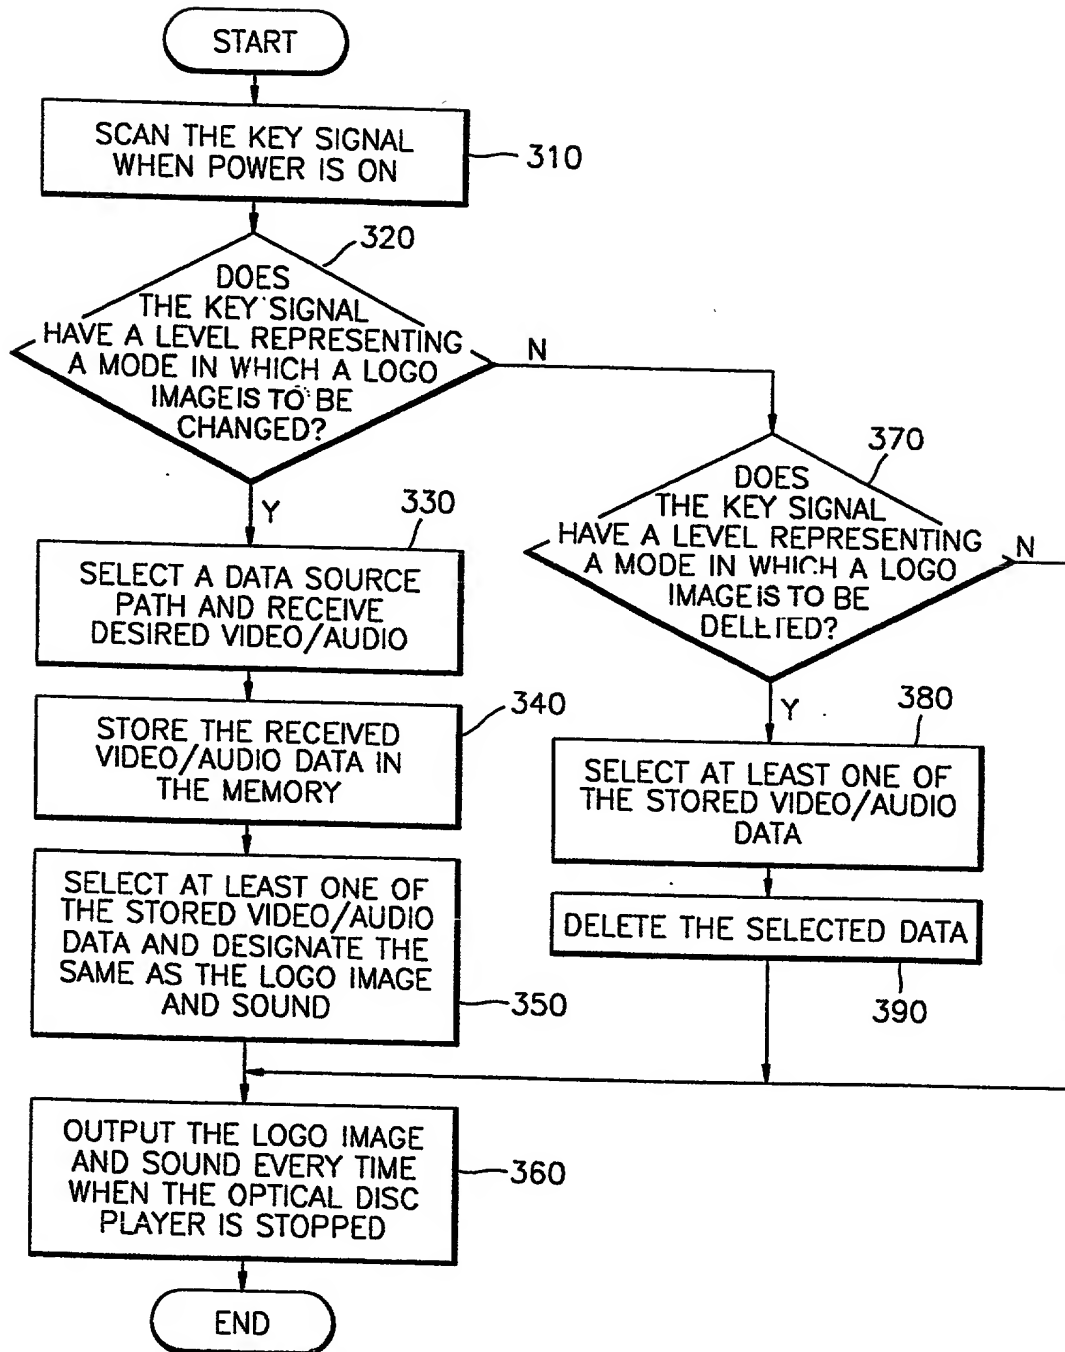 START
SCAN THE KEY SIGNAL
WHEN POWER IS ON
310
320
DOES
THE KEY SIGNAL
HAVE A LEVEL REPRESENTING
A MODE IN WHICH A LOGO
IMAGE IS TO BE
CHANGED?
N
Y
330
SELECT A DATA SOURCE
PATH AND RECEIVE
DESIRED VIDEO/AUDIO
340
STORE THE RECEIVED
VIDEO/AUDIO DATA IN
THE MEMORY
SELECT AT LEAST ONE OF
THE STORED VIDEO/AUDIO
DATA AND DESIGNATE THE
SAME AS THE LOGO IMAGE
AND SOUND
350
370
DOES
THE KEY SIGNAL
HAVE A LEVEL REPRESENTING
A MODE IN WHICH A LOGO
IMAGE IS TO BE
DELETED?
N
Y
380
SELECT AT LEAST ONE OF
THE STORED VIDEO/AUDIO
DATA
DELETE THE SELECTED DATA
390
OUTPUT THE LOGO IMAGE
AND SOUND EVERY TIME
WHEN THE OPTICAL DISC
PLAYER IS STOPPED
360
END